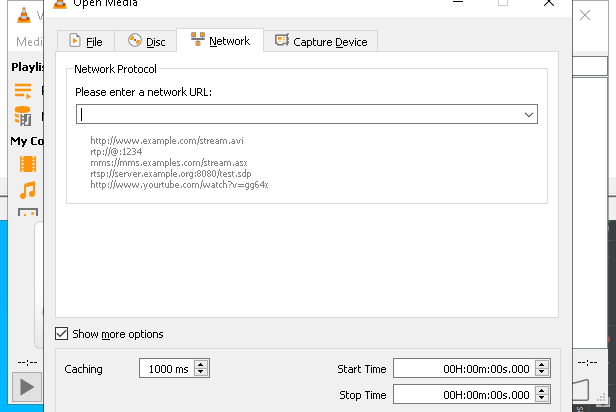 Open Media
Medi
File
Disc
Network
Capture Device
Playlis
Network Protocol
Please enter a network URL:
http://www.example.com/stream.avi
rtp://@:1234
mms://mms.examples.com/stream.asx
rtsp://server.example.org:8080/test.sdp
http://www.yourtube.com/watch?v=gg64x
My Co
Show more options
--:--
--:--
Caching
1000 ms
Start Time
00H:00m:00s.000
Stop Time
00H:00m:00s.000